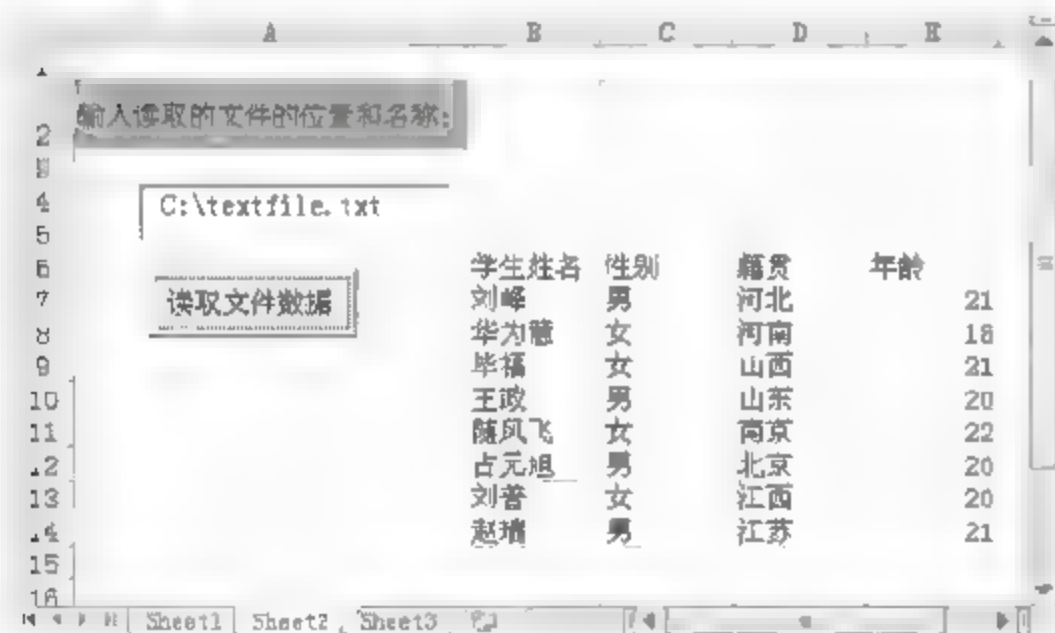 A B C D E
输入读取的文件的位置和名称:
2
4 C:\textfile.txt
5
6 学生姓名 性别 籍贯 年龄
7 读取文件数据 刘峰 男 河北 21
8 华为慧 女 河南 18
9 毕福 女 山西 21
10 王政 男 山东 20
11 随风飞 女 南京 22
12 占元旭 男 北京 20
13 刘普 女 江西 20
14 赵瑞 男 江苏 21
15
16
Sheet1 Sheet2 Sheet3